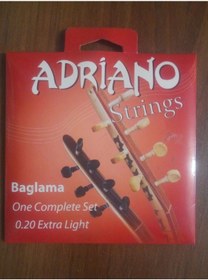 ADRIANO
Strings
Baglama
One Complete Set
0.20 Extra Light